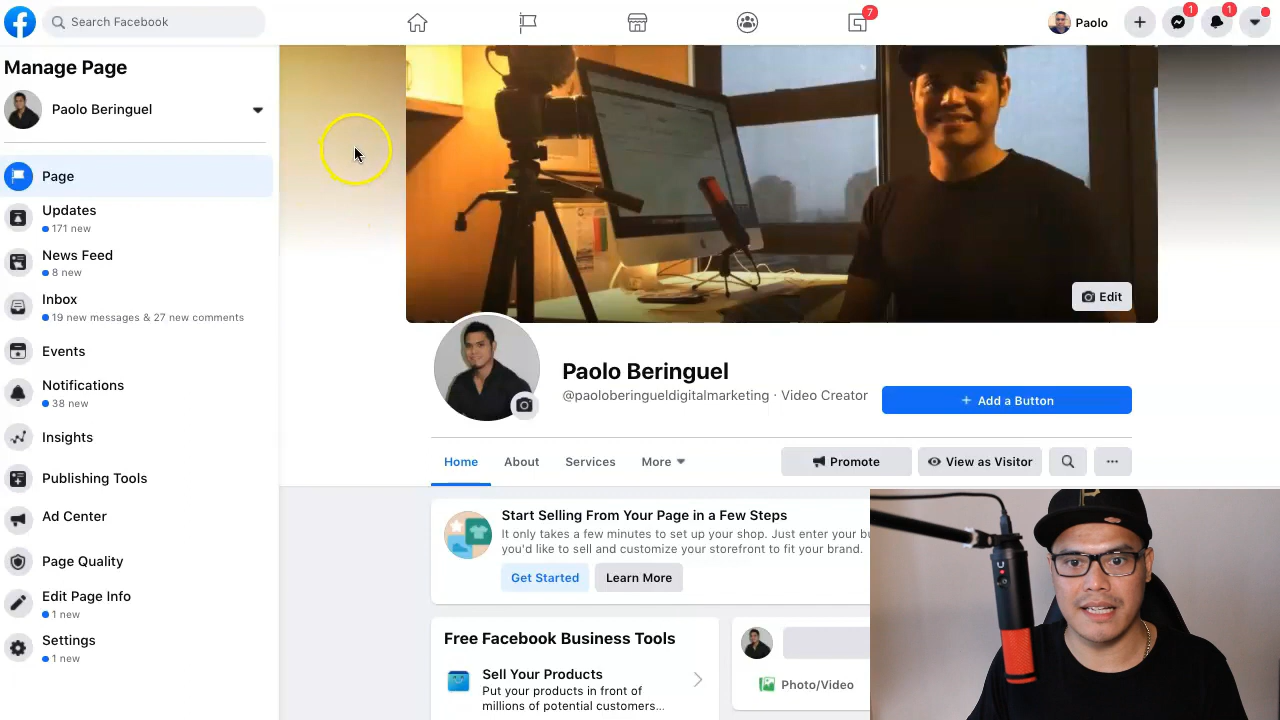 Search Facebook
7
Paolo
1
1
Manage Page
Paolo Beringuel
Page
Updates
171 new
News Feed
8 new
Inbox
19 new messages & 27 new comments
Events
Notifications
38 new
Insights
Publishing Tools
Ad Center
Page Quality
Edit Page Info
1 new
Settings
1 new
Edit
Paolo Beringuel
@paoloberingueldigitalmarketing · Video Creator
+ Add a Button
Home
About
Services
More
Promote
View as Visitor
Start Selling From Your Page in a Few Steps
It only takes a few minutes to set up your shop. Just enter your
you'd like to sell and customize your storefront to fit your brand.
Get Started
Learn More
Free Facebook Business Tools
Sell Your Products
Put your products in front of
millions of potential customers...
Photo/Video